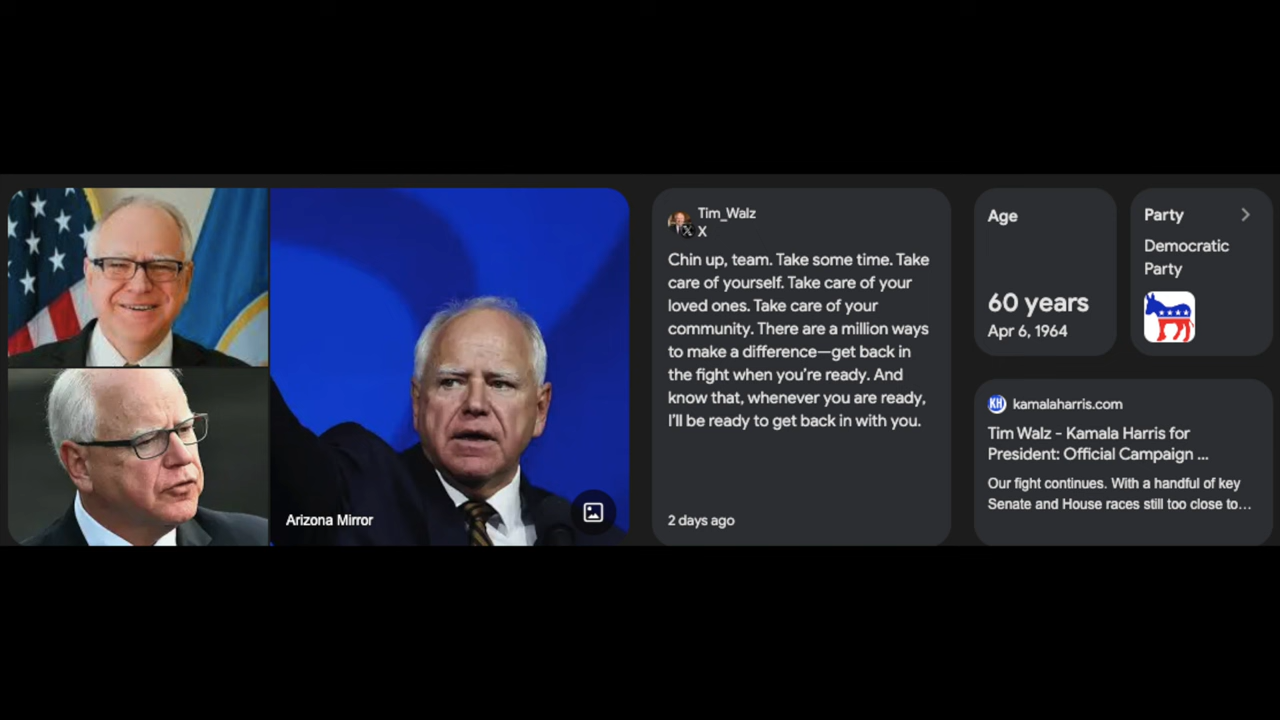 Arizona Mirror
Tim_Walz
X
Chin up, team. Take some time. Take
care of yourself. Take care of your
loved ones. Take care of your
community. There are a million ways
to make a difference—get back in
the fight when you're ready. And
know that, whenever you are ready,
I'll be ready to get back in with you.
2 days ago
Age
60 years
Apr 6, 1964
Party
Democratic
Party
KH kamalaharris.com
Tim Walz - Kamala Harris for
President: Official Campaign ...
Our fight continues. With a handful of key
Senate and House races still too close to...